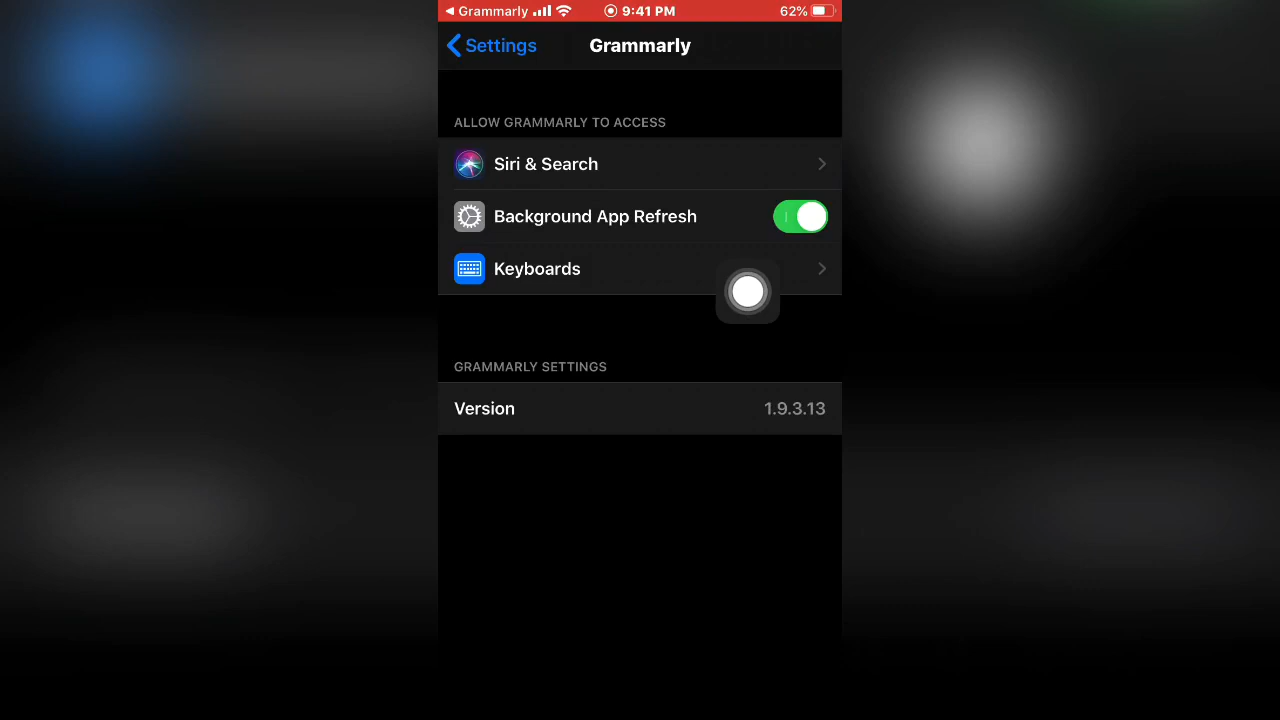 Grammarly 9:41 PM 62%
Settings Grammarly
ALLOW GRAMMARLY TO ACCESS
Siri & Search
Background App Refresh
Keyboards
GRAMMARLY SETTINGS
Version 1.9.3.13